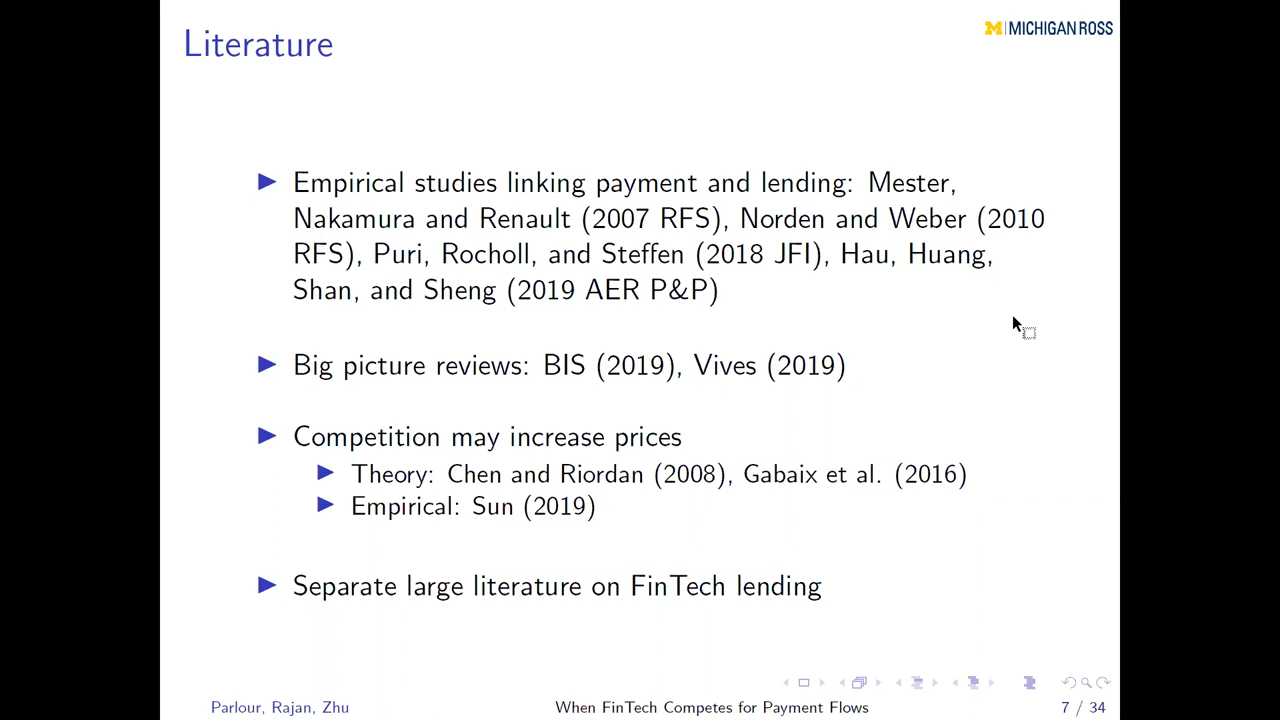 Literature
M | MICHIGAN ROSS
Empirical studies linking payment and lending: Mester,
Nakamura and Renault (2007 RFS), Norden and Weber (2010
RFS), Puri, Rocholl, and Steffen (2018 JFI), Hau, Huang,
Shan, and Sheng (2019 AER P&P)
Big picture reviews: BIS (2019), Vives (2019)
Competition may increase prices
Theory: Chen and Riordan (2008), Gabaix et al. (2016)
Empirical: Sun (2019)
Separate large literature on FinTech lending
Parlour, Rajan, Zhu
When FinTech Competes for Payment Flows
7 / 34